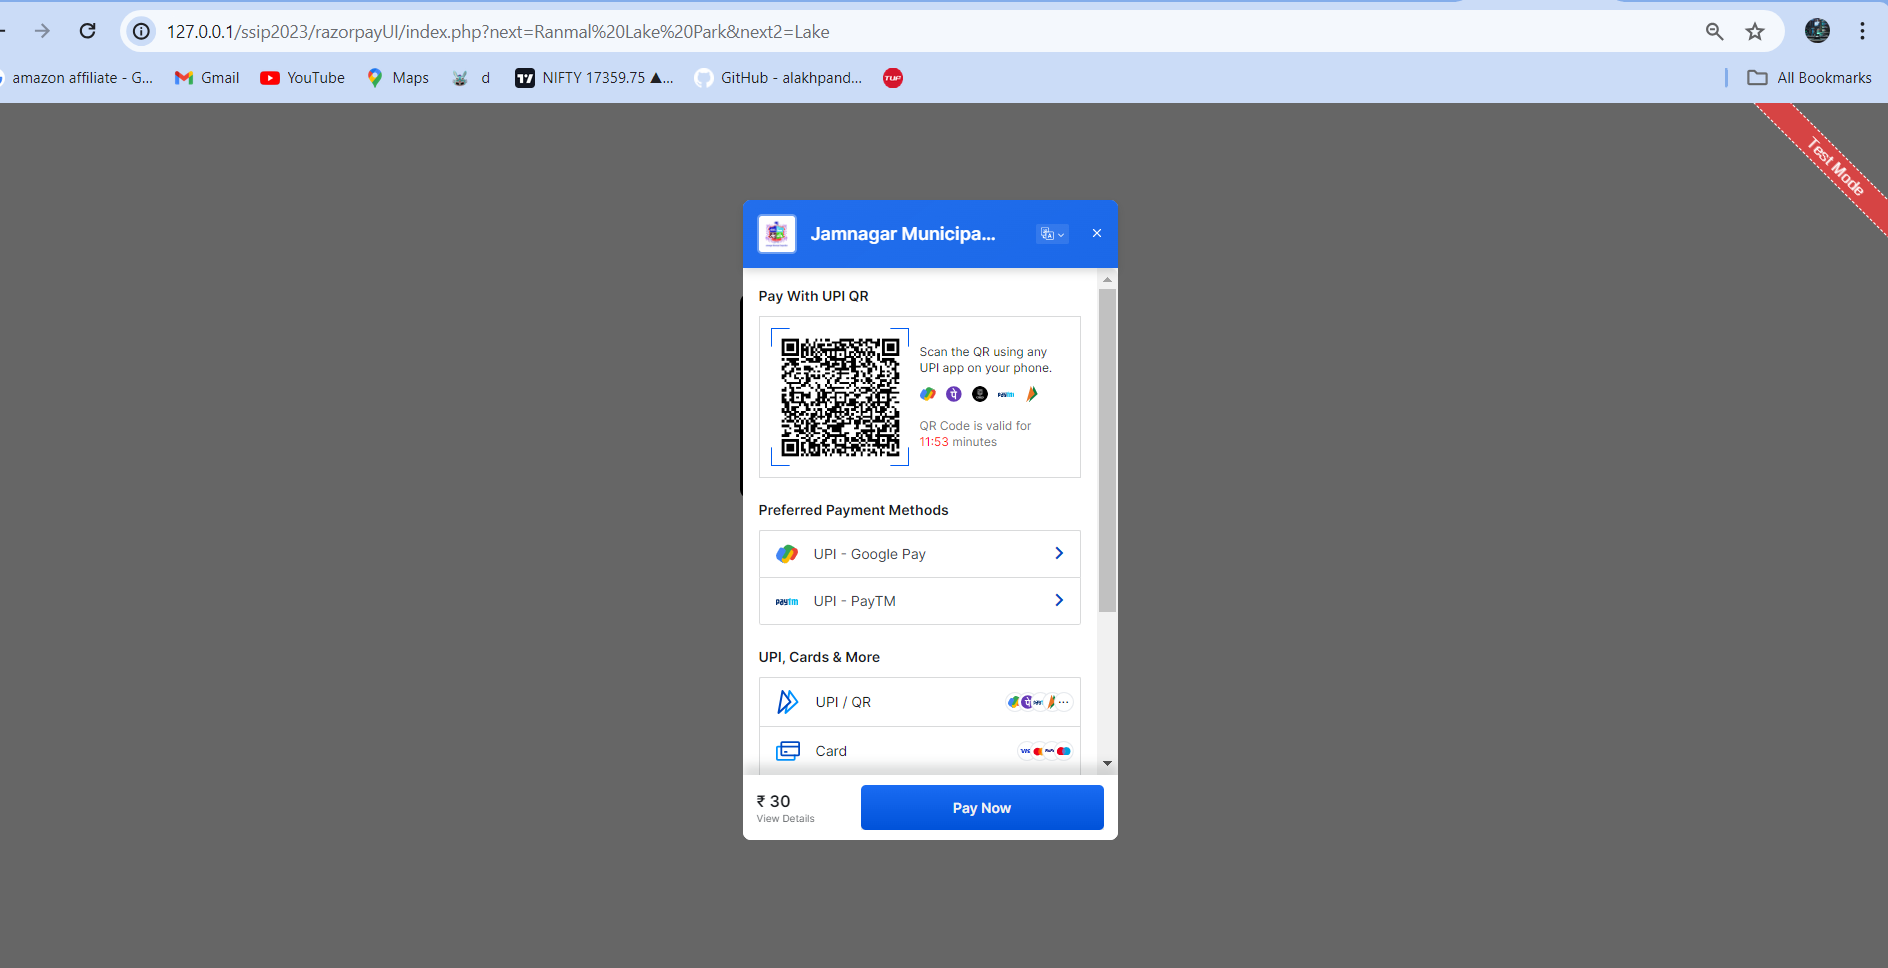 127.0.0.1/ssip2023/razorpayUI/index.php?next=Ranmal%20Lake%20Park&next2=Lake
amazon affiliate - G... Gmail YouTube Maps d NIFTY 17359.75 ▲... GitHub - alakhpand... TUF All Bookmarks
Test Mode
Jamnagar Municipa...
Pay With UPI QR
Scan the QR using any
UPI app on your phone.
paytm
QR Code is valid for
11:53 minutes
Preferred Payment Methods
UPI - Google Pay
paytm UPI - PayTM
UPI, Cards & More
UPI / QR
Card
₹ 30
View Details
Pay Now